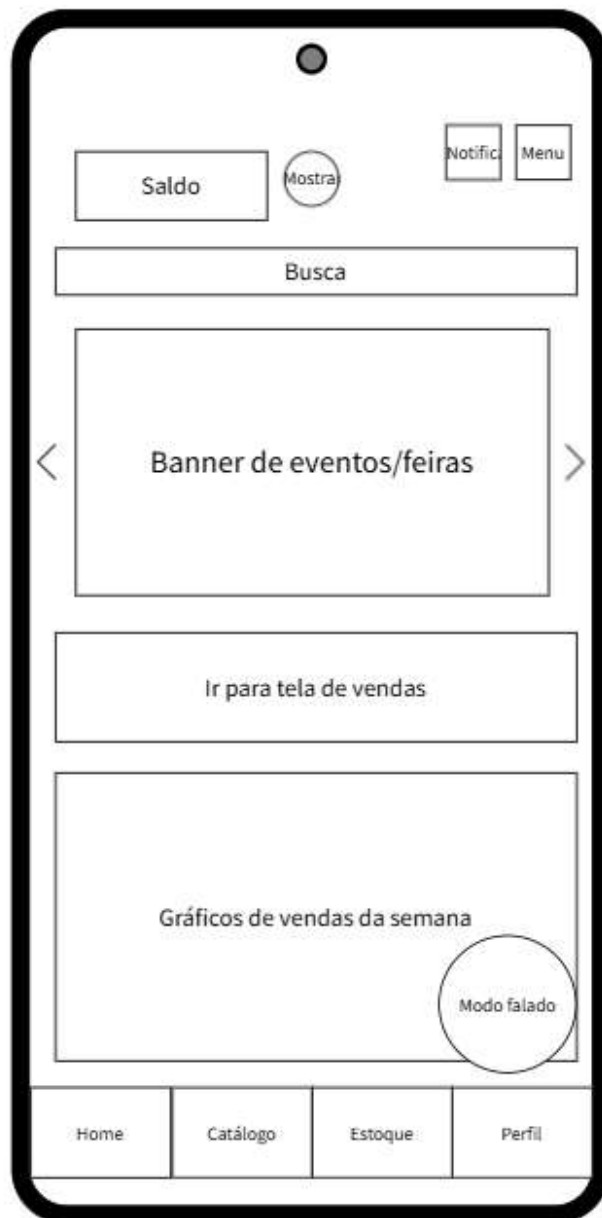 Notific
Menu
Saldo
Mostrar
Busca
Banner de eventos/feiras
Ir para tela de vendas
Gráficos de vendas da semana
Modo falado
Home
Catálogo
Estoque
Perfil